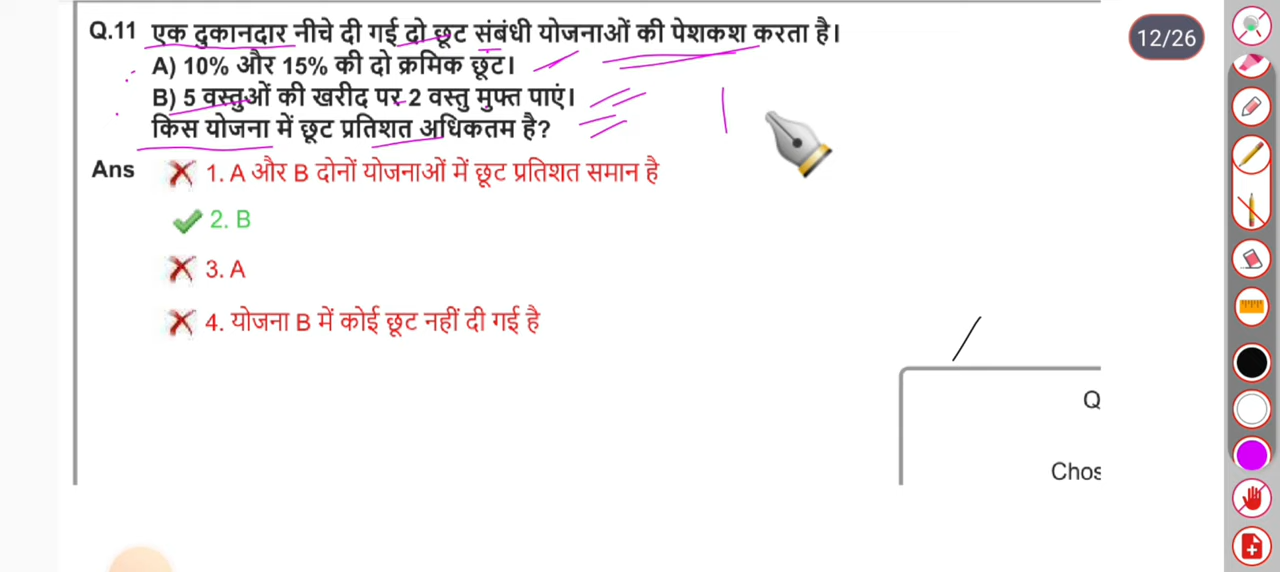 Q.11 एक दुकानदार नीचे दी गई दो छूट संबंधी योजनाओं की पेशकश करता है।
A) 10% और 15% की दो क्रमिक छूट।
B) 5 वस्तुओं की खरीद पर 2 वस्तु मुफ्त पाएं।
किस योजना में छूट प्रतिशत अधिकतम है?
Ans 1. A और B दोनों योजनाओं में छूट प्रतिशत समान है
2. B
3. A
4. योजना B में कोई छूट नहीं दी गई है
12/26
Q
Chos